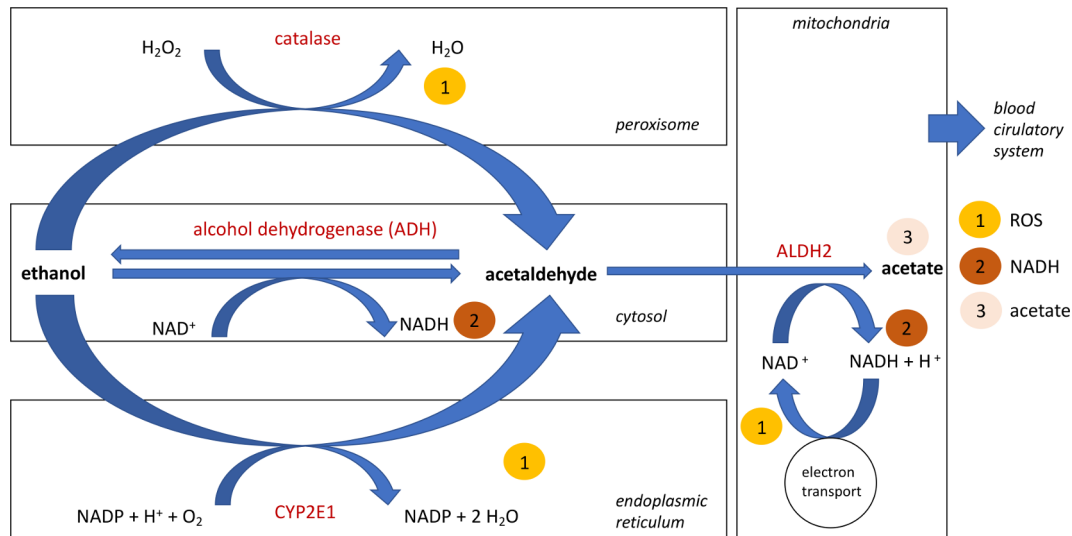 H₂O₂
catalase
H₂O
1
peroxisome
alcohol dehydrogenase (ADH)
ethanol
acetaldehyde
NAD⁺
NADH
2
cytosol
1
NADP + H⁺ + O₂
CYP2E1
NADP + 2 H₂O
endoplasmic
reticulum
mitochondria
ALDH2
3
acetate
2
NAD ⁺
NADH + H ⁺
1
electron
transport
blood
cirulatory
system
1 ROS
2 NADH
3 acetate